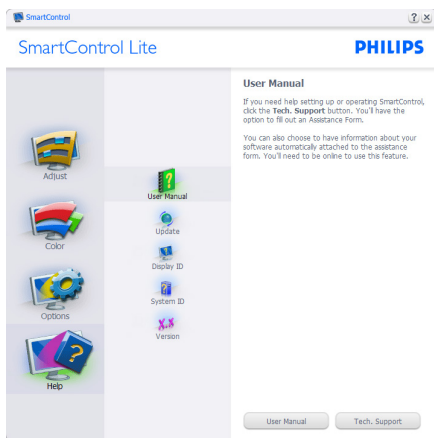 SmartControl
SmartControl Lite
PHILIPS
Adjust
Color
Options
Help
User Manual
Update
Display ID
System ID
X.x
Version
User Manual
If you need help setting up or operating SmartControl,
click the Tech. Support button. You'll have the
option to fill out an Assistance Form.
You can also choose to have information about your
software automatically attached to the assistance
form. You'll need to be online to use this feature.
User Manual
Tech. Support